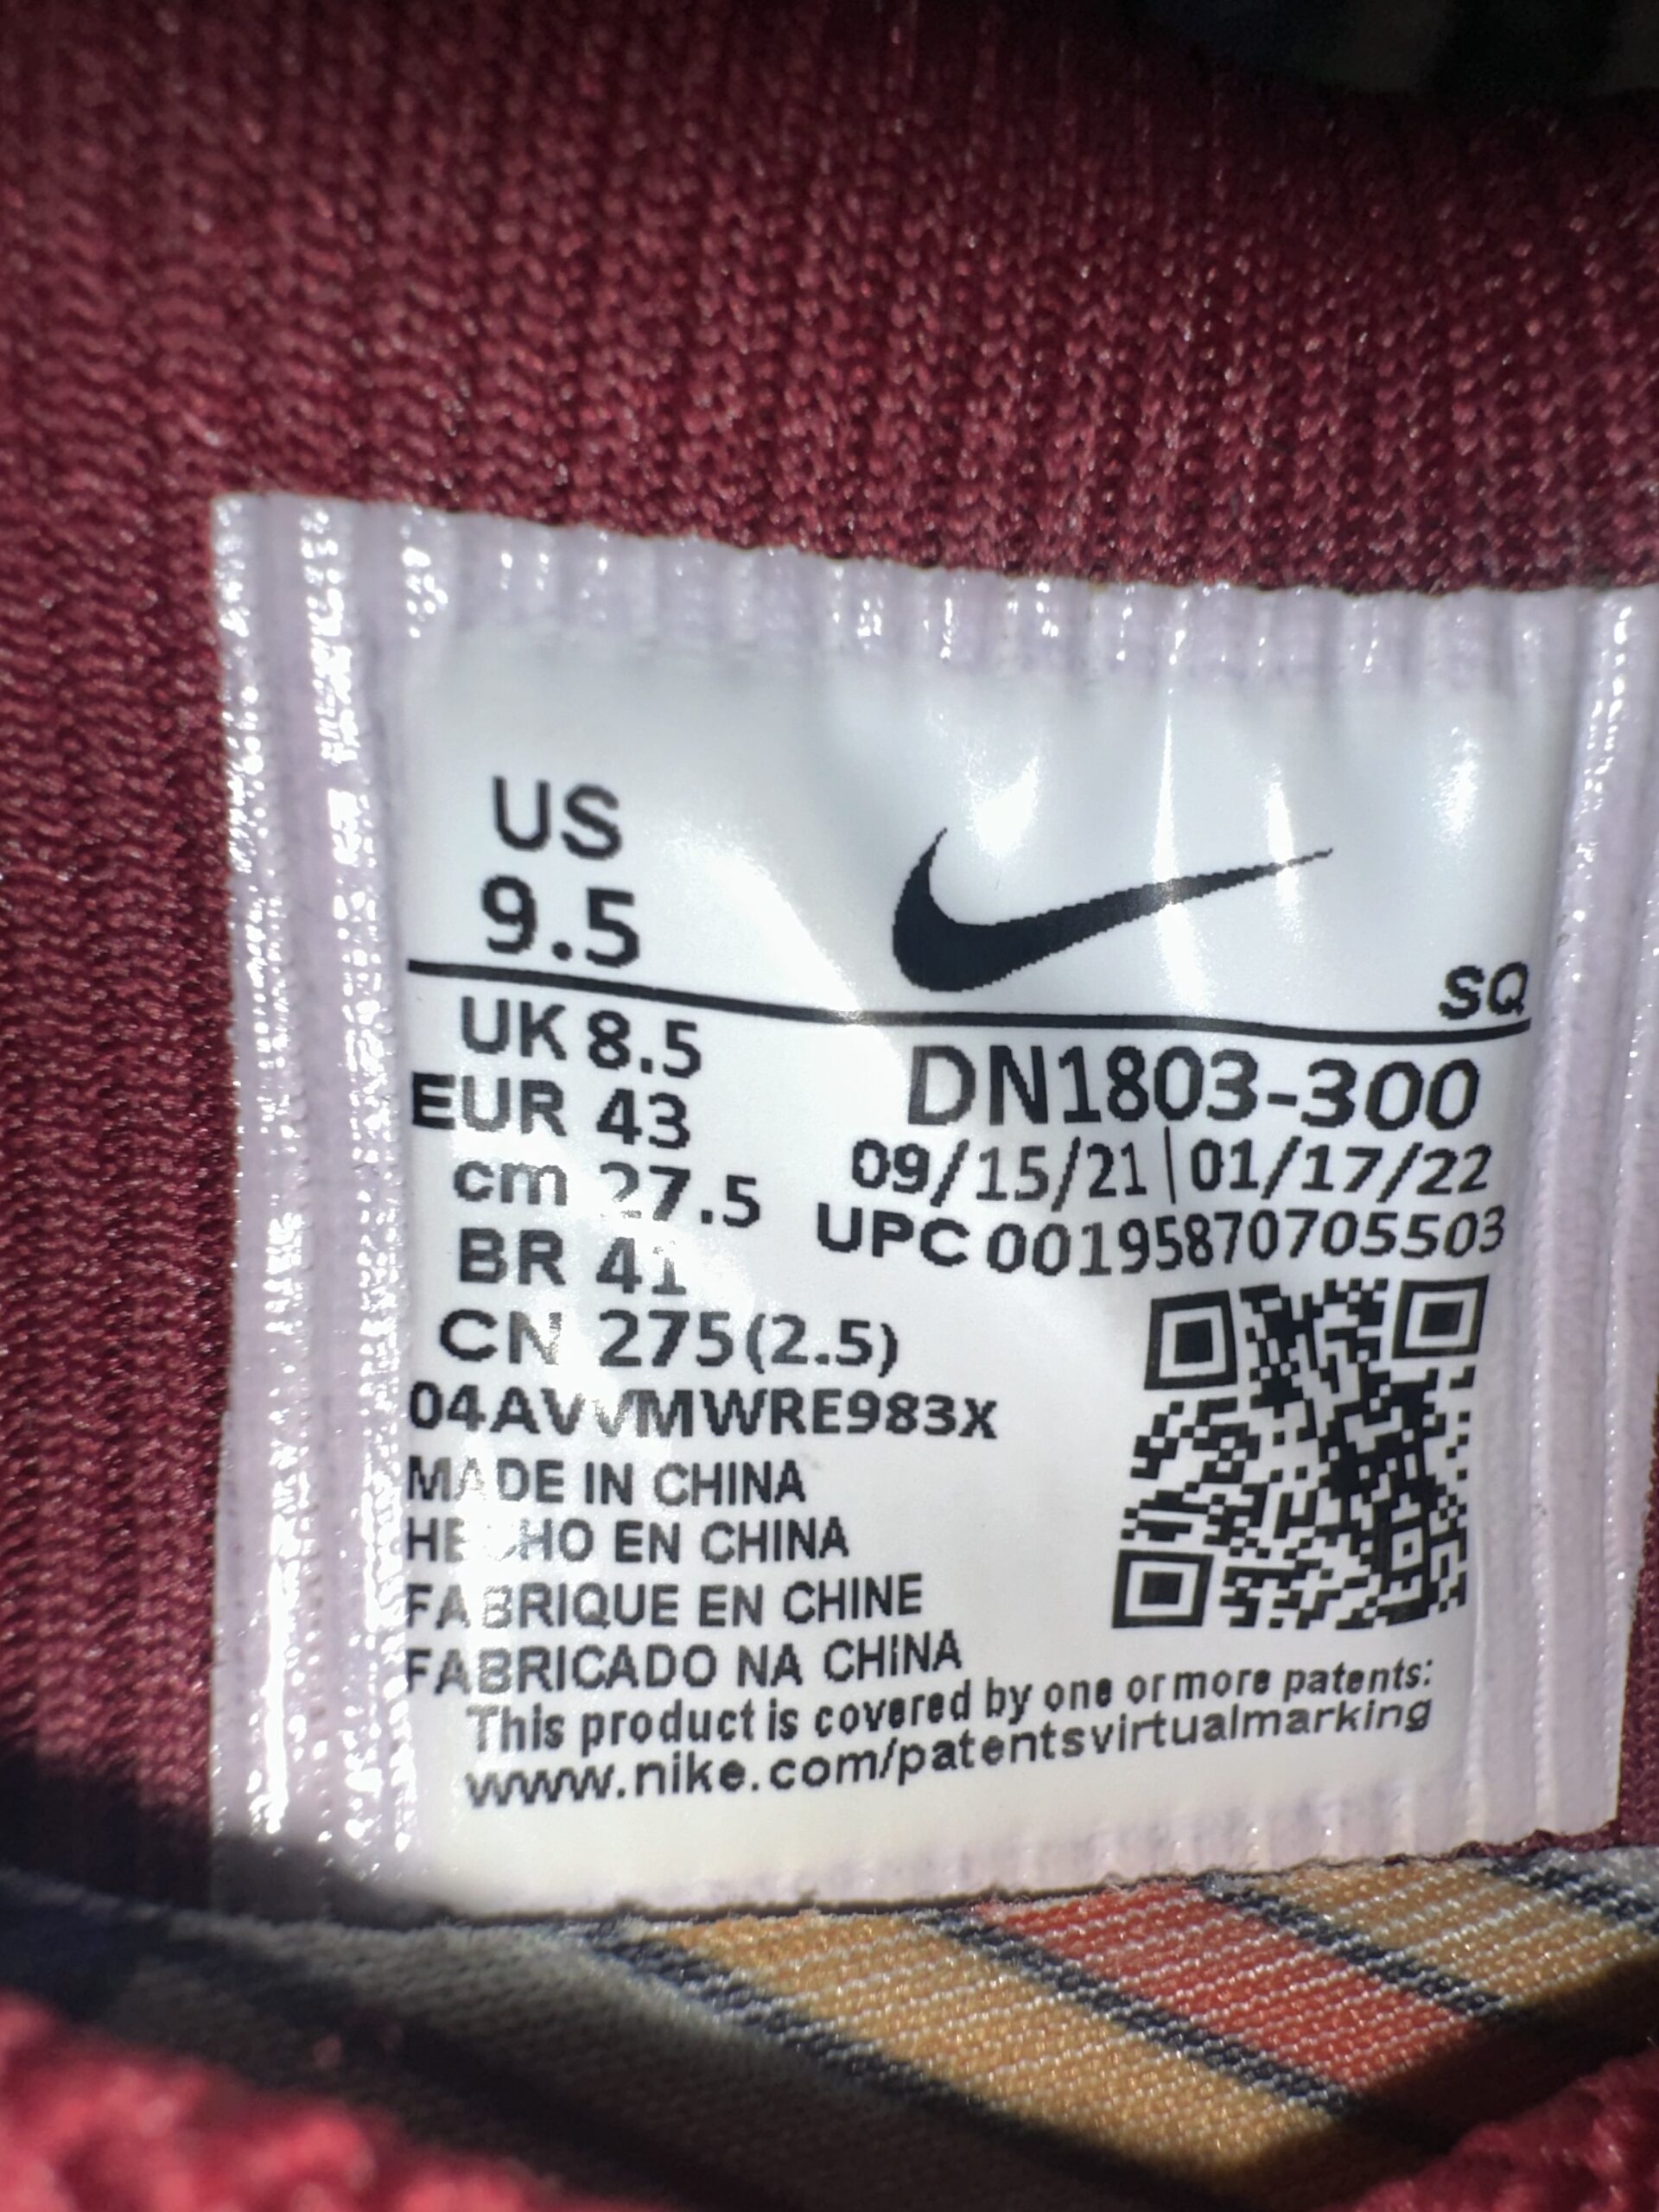 US
9.5
SQ
UK 8.5
EUR 43
cm 27.5
BR 41
CN 275(2.5)
DN1803-300
09/15/21|01/17/22
UPC 00195870705503
MADE IN CHINA
HECHO EN CHINA
FABRIQUE EN CHINE
FABRICADO NA CHINA
This product is covered by one or more patents:
www.nike.com/patentsvirtualmarking